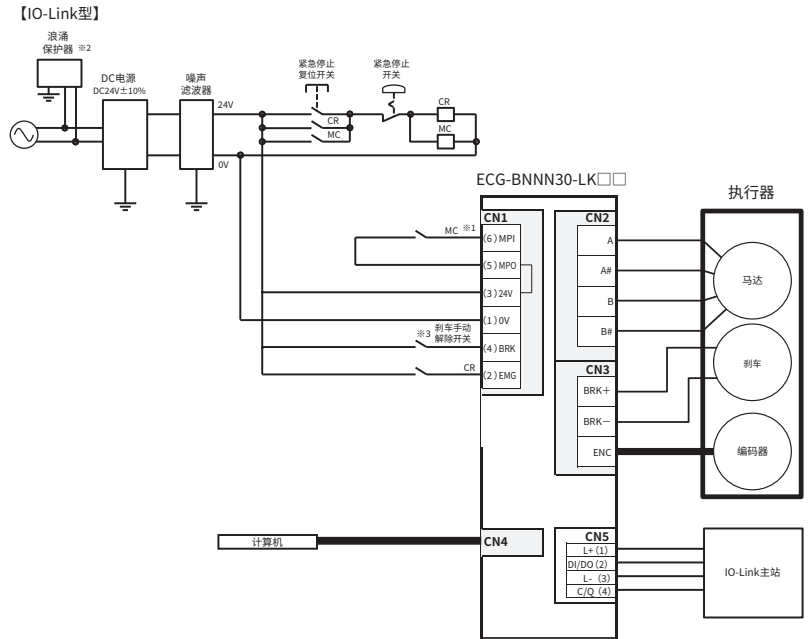 【IO-Link型】
浪涌
保护器 ※2
DC电源
DC24V±10%
噪声
滤波器
24V
0V
紧急停止
复位开关
紧急停止
开关
CR
MC
CR
MC
ECG-BNNN30-LK□□
执行器
CN1
MC ※1
(6)MPI
(5)MPO
(3)24V
(1)0V
※3 刹车手动
解除开关
(4)BRK
CR
(2)EMG
CN2
A
A#
B
B#
CN3
BRK+
BRK−
ENC
马达
刹车
编码器
计算机
CN4
CN5
L+(1)
DI/DO(2)
L-(3)
C/Q(4)
IO-Link主站